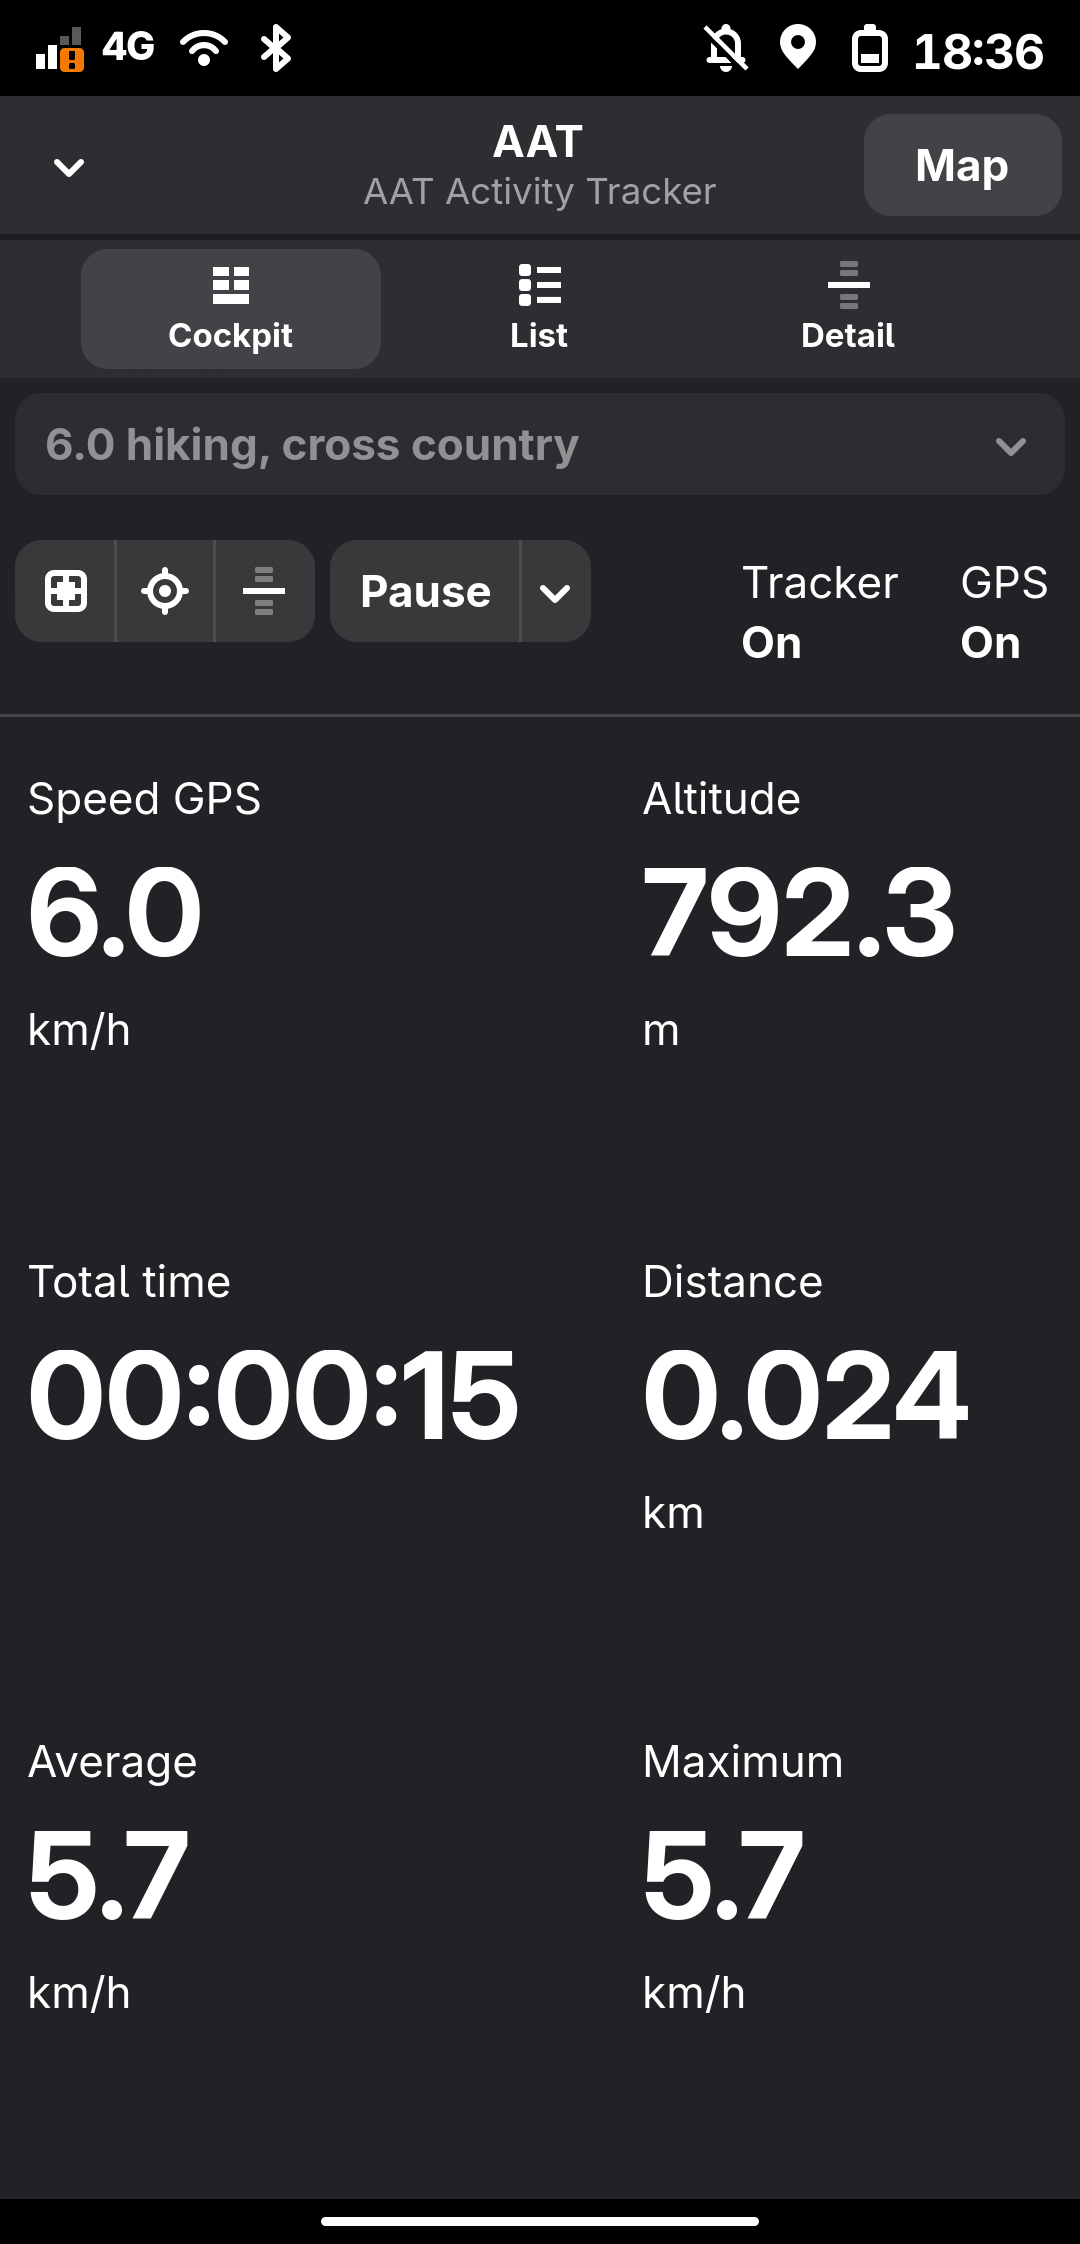 4G
18:36
AAT
AAT Activity Tracker
Map
Cockpit
List
Detail
6.0 hiking, cross country
Pause
Tracker
On
GPS
On
Speed GPS
6.0
km/h
Altitude
792.3
m
Total time
00:00:15
Distance
0.024
km
Average
5.7
km/h
Maximum
5.7
km/h